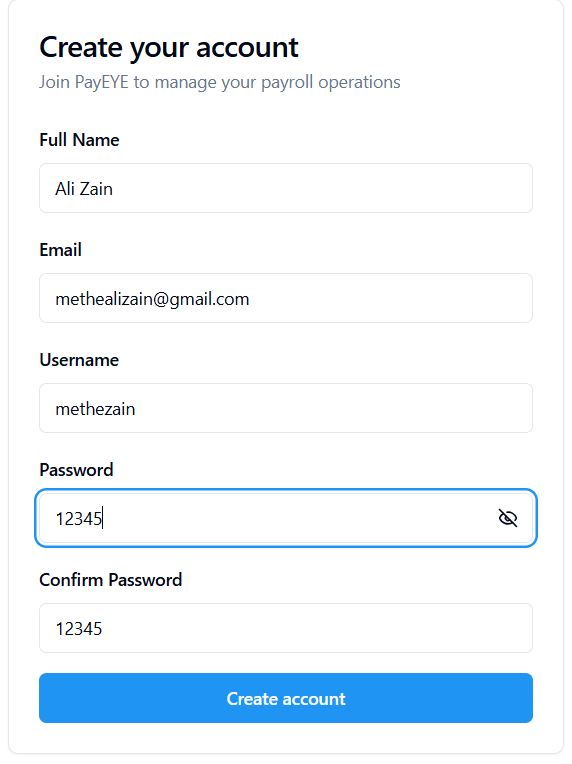 Create your account
Join PayEYE to manage your payroll operations
Full Name
Ali Zain
Email
methealizain@gmail.com
Username
methezain
Password
12345
Confirm Password
12345
Create account